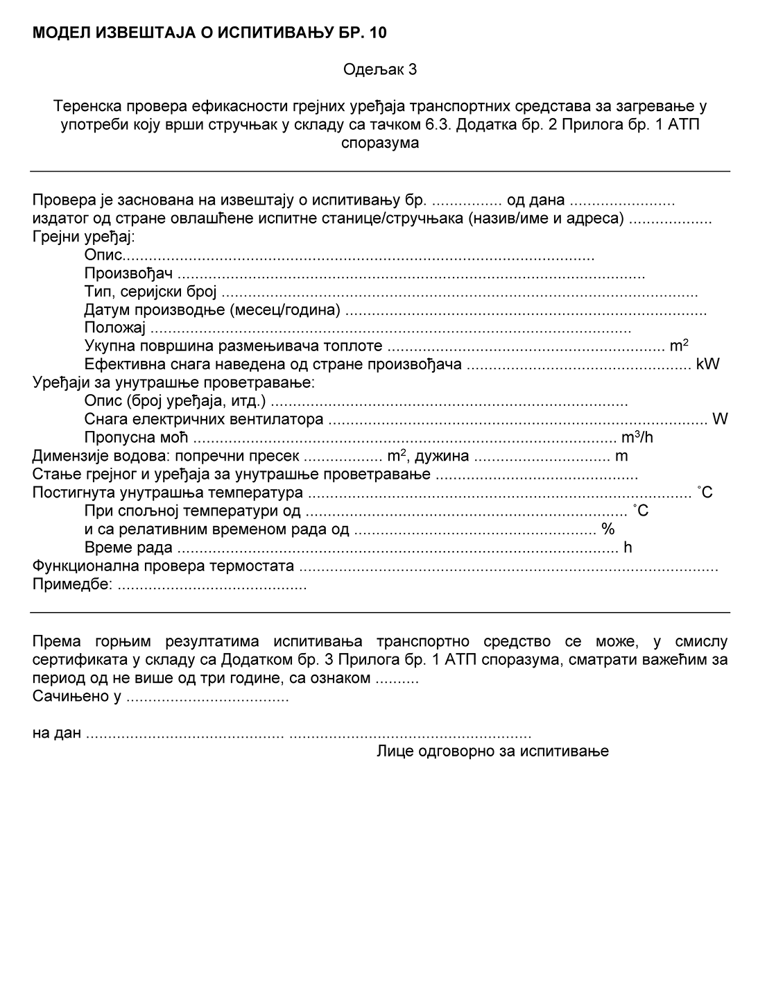 МОДЕЛ ИЗВЕШТАЈА О ИСПИТИВАЊУ БР. 10
Одељак 3
Теренска провера ефикасности грејних уређаја транспортних средстава за загревање у
употреби коју врши стручњак у складу са тачком 6.3. Додатка бр. 2 Прилога бр. 1 АТП
споразума
Провера је заснована на извештају о испитивању бр. ................ од дана ........................
издатог од стране овлашћене испитне станице/стручњака (назив/име и адреса) ...................
Грејни уређај:
Опис...........................................................................................................
Произвођач ..........................................................................................................
Тип, серијски број ............................................................................................................
Датум производње (месец/година) ..................................................................................
Положај .............................................................................................................
Укупна површина размењивача топлоте ............................................................... m²
Ефективна снага наведена од стране произвођача ................................................... kW
Уређаји за унутрашње проветравање:
Опис (број уређаја, итд.) .................................................................................
Снага електричних вентилатора ...................................................................................... W
Пропусна моћ ................................................................................................ m³/h
Димензије водова: попречни пресек .................. m², дужина ............................... m
Стање грејног и уређаја за унутрашње проветравање ..............................................
Постигнута унутрашња температура ....................................................................................... ˚C
При спољној температури од ......................................................................... ˚C
и са релативним временом рада од ....................................................... %
Време рада .................................................................................................... h
Функционална провера термостата ...............................................................................................
Примедбе: ...........................................
Према горњим резултатима испитивања транспортно средство се може, у смислу
сертификата у складу са Додатком бр. 3 Прилога бр. 1 АТП споразума, сматрати важећим за
период од не више од три године, са ознаком ..........
Сачињено у .....................................
на дан ............................................. .......................................................
Лице одговорно за испитивање